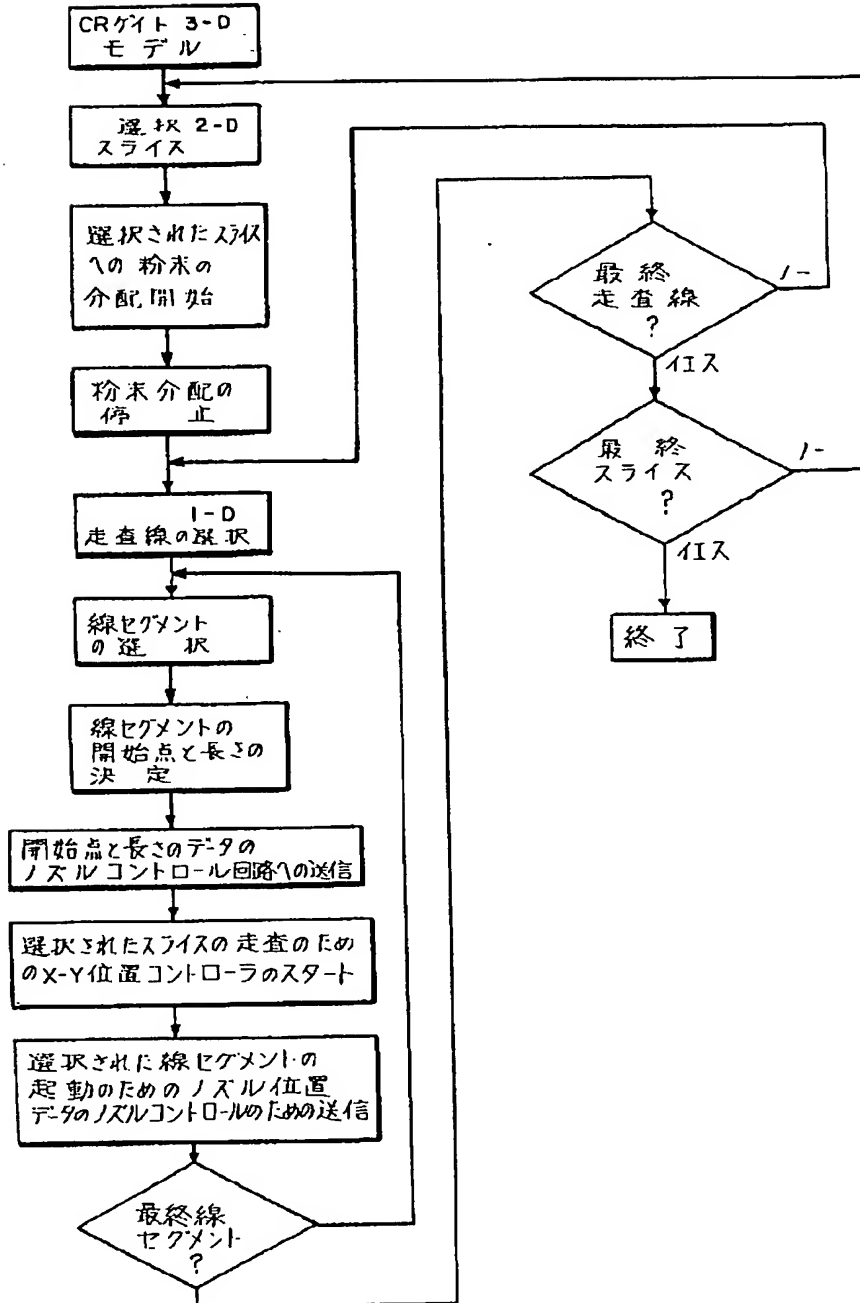 CRゲイト 3-D
モデル
選択 2-D
スライス
選択されたスライス
への粉末の
分配開始
粉末分配の
停止
1-D
走査線の選択
線セグメント
の選択
線セグメントの
開始点と長さの
決定
開始点と長さのデータの
ノズルコントロール回路への送信
選択されたスライスの走査のため
のX-Y位置コントローラのスタート
選択された線セグメントの
起動のためのノズル位置
データのノズルコントロールのための送信
最終線
セグメント
?
最終
走査線
?
ノー
イエス
最終
スライス
?
ノー
イエス
終了